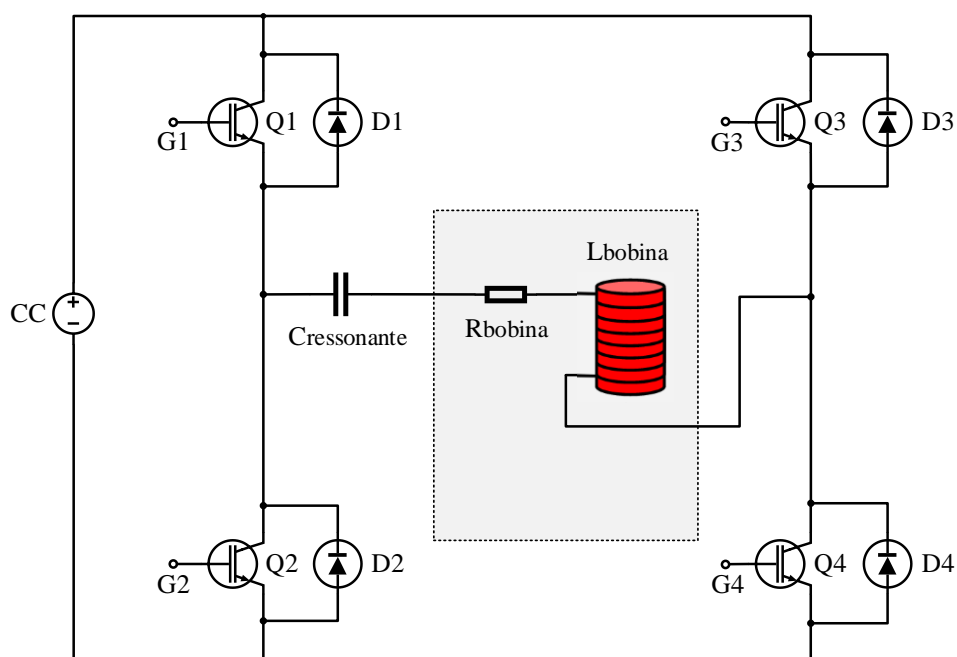 Q1
D1
G1
Q3
D3
G3
Lbobina
CC
Cressonante
Rbobina
Q2
D2
G2
Q4
D4
G4